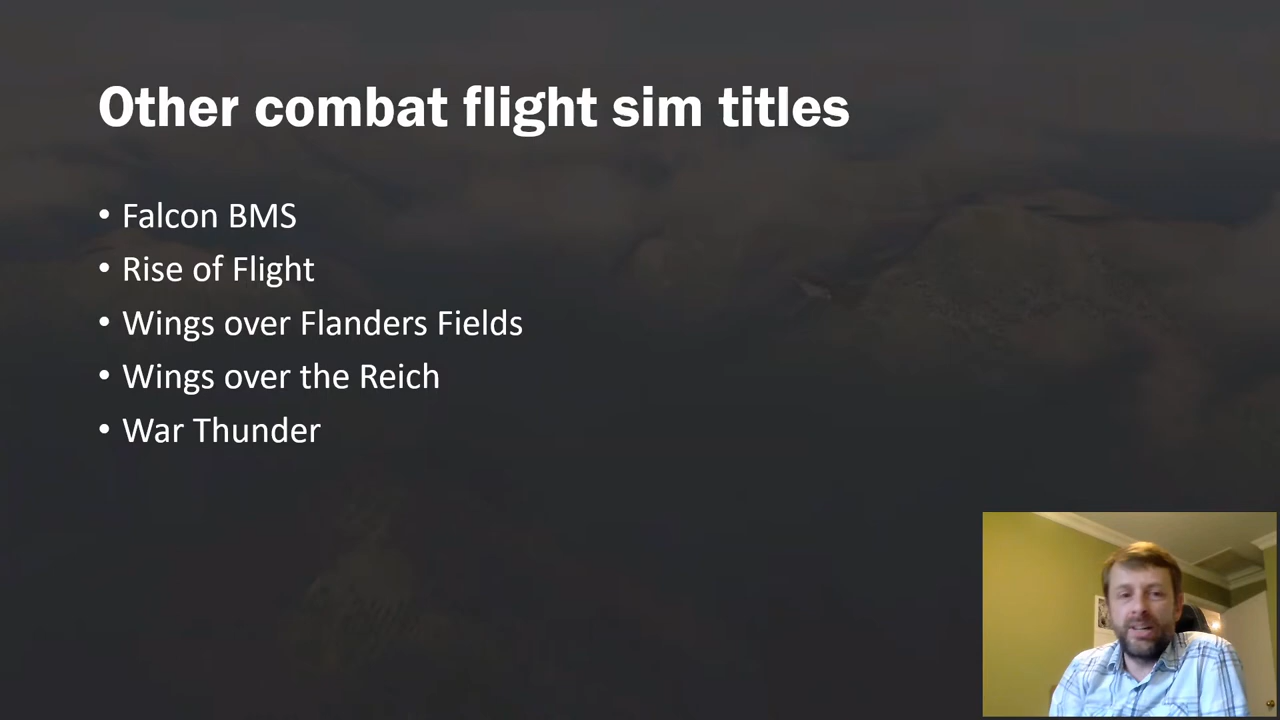 Other combat flight sim titles
• Falcon BMS
• Rise of Flight
• Wings over Flanders Fields
• Wings over the Reich
• War Thunder